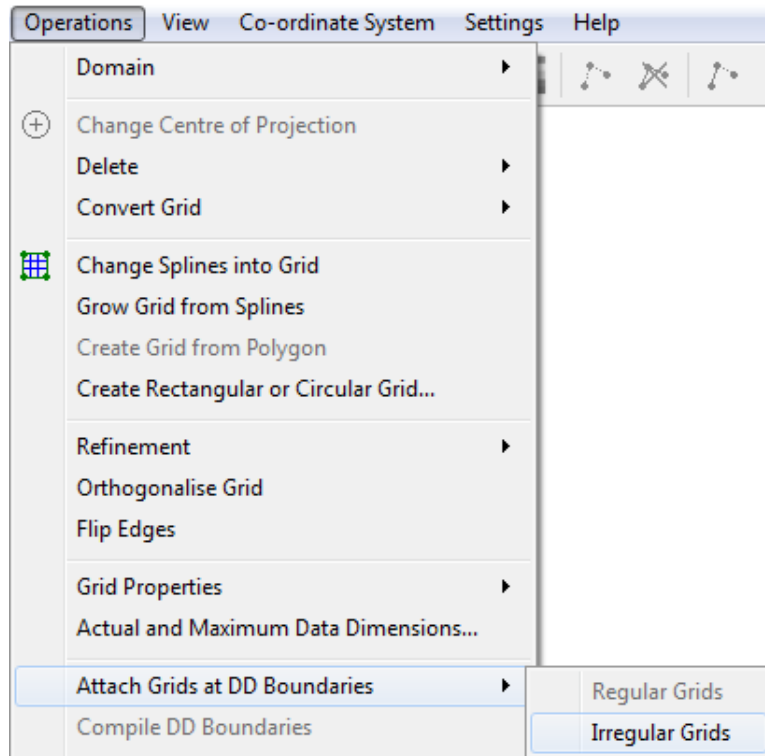 Operations View Co-ordinate System Settings Help
Domain
Change Centre of Projection
Delete
Convert Grid
Change Splines into Grid
Grow Grid from Splines
Create Grid from Polygon
Create Rectangular or Circular Grid...
Refinement
Orthogonalise Grid
Flip Edges
Grid Properties
Actual and Maximum Data Dimensions...
Attach Grids at DD Boundaries
Regular Grids
Compile DD Boundaries
Irregular Grids